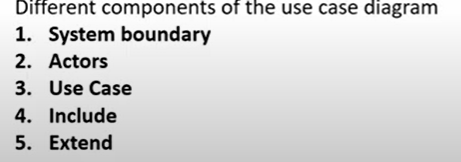 Different components of the use case diagram
1. System boundary
2. Actors
3. Use Case
4. Include
5. Extend